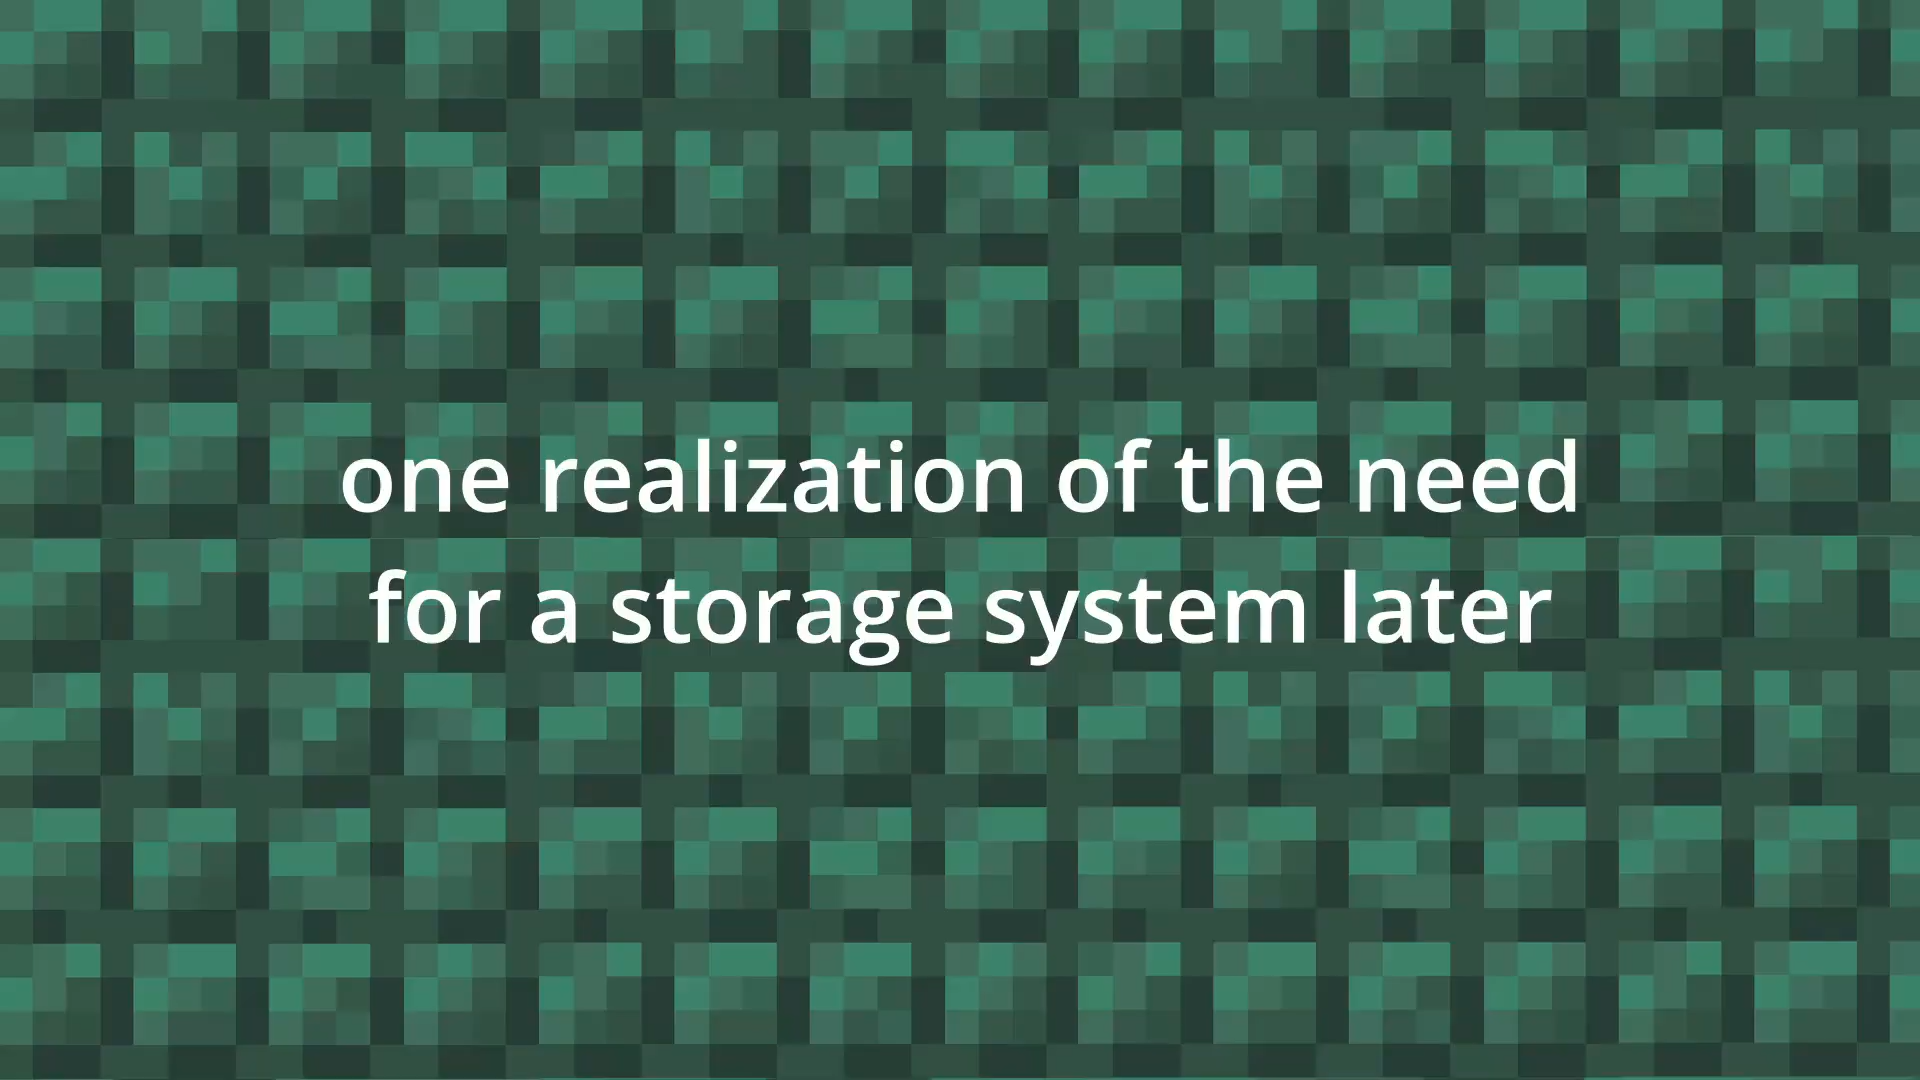 one realization of the need
for a storage system later